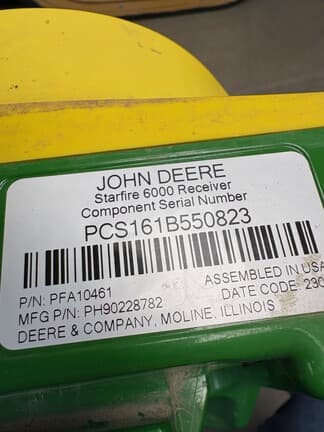 JOHN DEERE
Starfire 6000 Receiver
Component Serial Number
PCS161B550823
P/N: PFA10461
ASSEMBLED IN USA
MFG P/N: PH90228782
DATE CODE: 230
DEERE & COMPANY, MOLINE, ILLINOIS